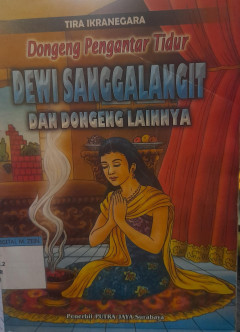 TIRA IKRANEGARA
Dongeng Pengantar Tidur
DEWI SANGGALANGIT
DAN DONGENG LAINNYA
Penerbit PUTRA JAYA Surabaya